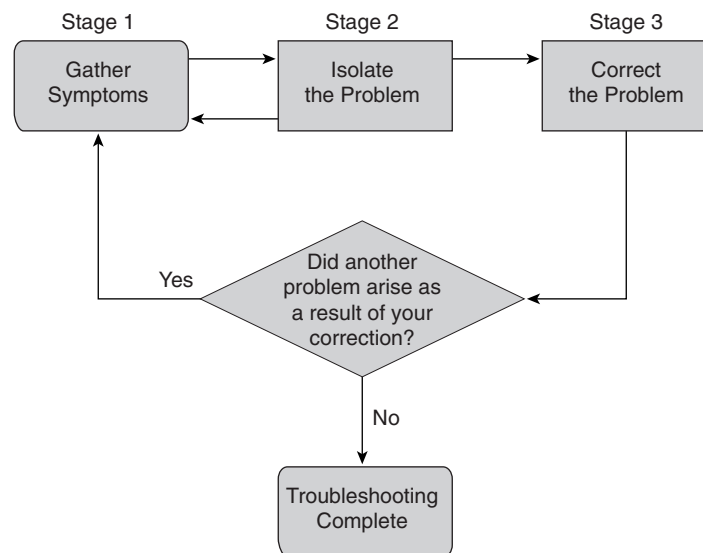 Stage 1
Stage 2
Stage 3
Gather
Symptoms
Isolate
the Problem
Correct
the Problem
Did another
problem arise as
a result of your
correction?
Yes
No
Troubleshooting
Complete